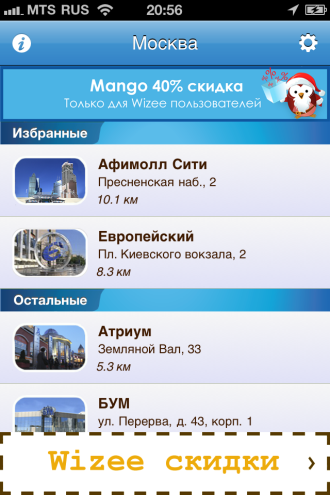 MTS RUS 20:56
Москва
Mango 40% скидка
Только для Wizee пользователей
Избранные
Афимолл Сити
Пресненская наб., 2
10.1 км
Европейский
Пл. Киевского вокзала, 2
8.3 км
Остальные
Атриум
Земляной Вал, 33
5.3 км
БУМ
ул. Перерва, д. 43, корп. 1
Wizee скидки ›